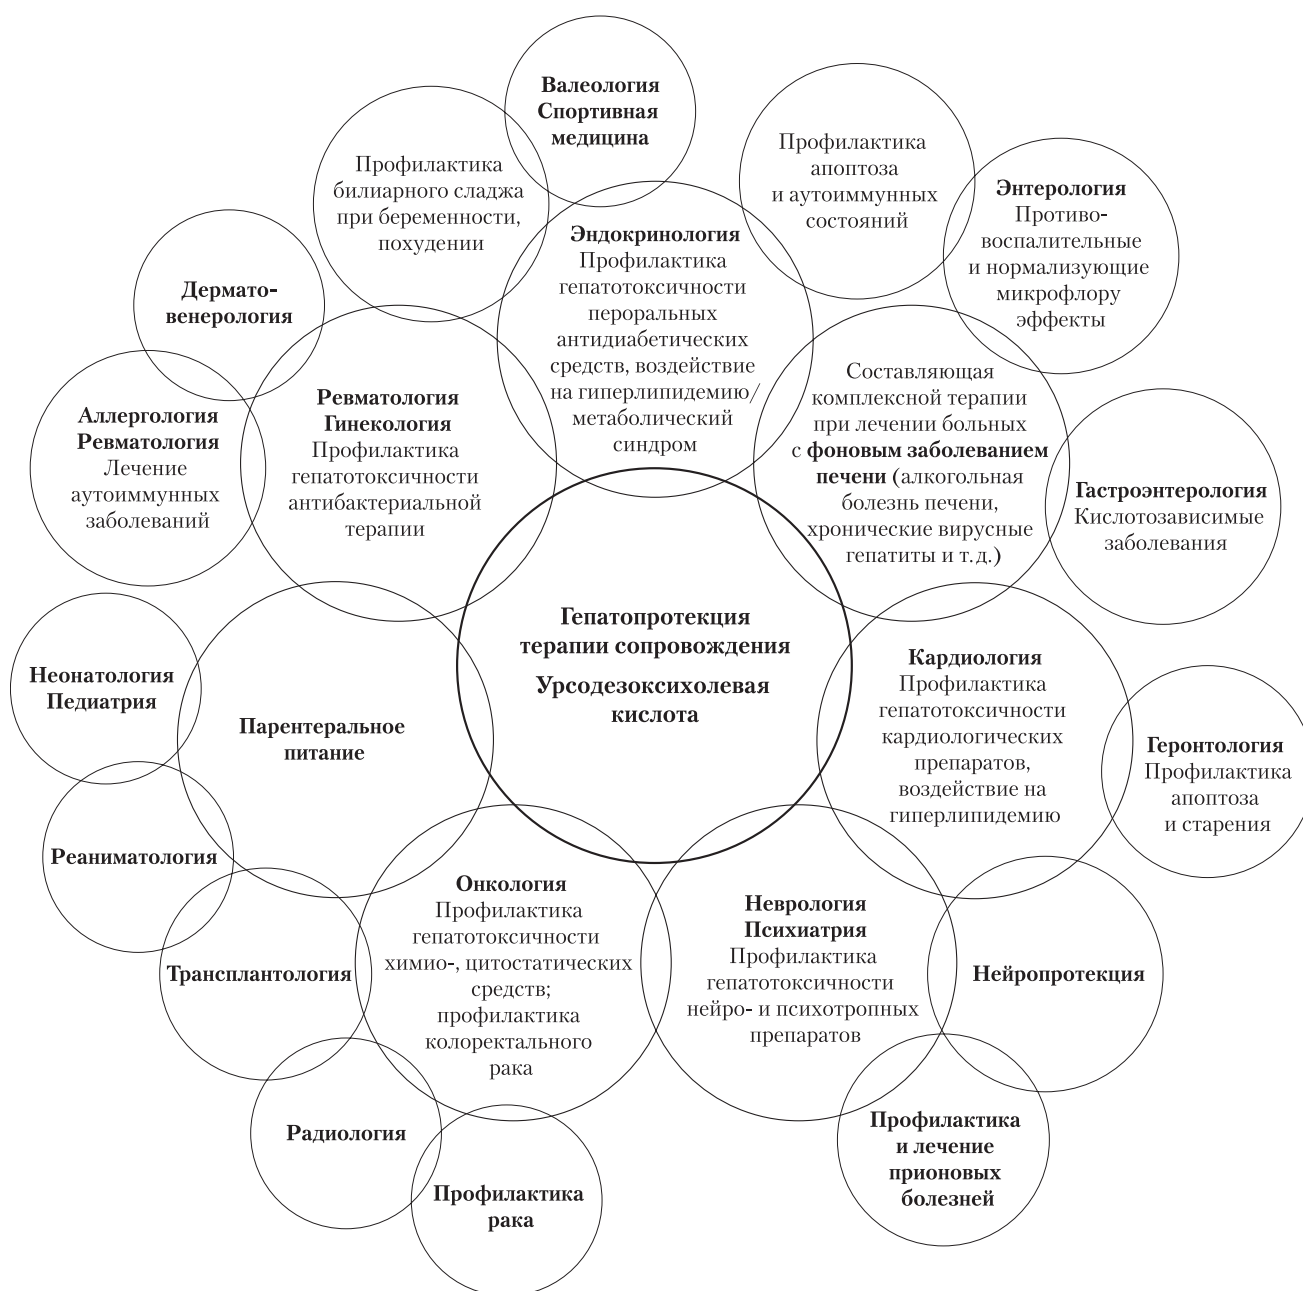 Валеология
Спортивная
медицина
Профилактика
билиарного сладжа
при беременности,
похудении
Профилактика
апоптоза
и аутоиммунных
состояний
Энтерология
Противо-
воспалительные
и нормализующие
микрофлору
эффекты
Эндокринология
Профилактика
гепатотоксичности
пероральных
антидиабетических
средств, воздействие
на гиперлипидемию/
метаболический
синдром
Дермато-
венерология
Аллергология
Ревматология
Лечение
аутоиммунных
заболеваний
Ревматология
Гинекология
Профилактика
гепатотоксичности
антибактериальной
терапии
Составляющая
комплексной терапии
при лечении больных
с фоновым заболеванием
печени (алкогольная
болезнь печени,
хронические вирусные
гепатиты и т.д.)
Гастроэнтерология
Кислотозависимые
заболевания
Гепатопротекция
терапии сопровождения
Урсодезоксихолевая
кислота
Неонатология
Педиатрия
Парентеральное
питание
Кардиология
Профилактика
гепатотоксичности
кардиологических
препаратов,
воздействие на
гиперлипидемию
Геронтология
Профилактика
апоптоза
и старения
Реаниматология
Онкология
Профилактика
гепатотоксичности
химио-, цитостатических
средств;
профилактика
колоректального
рака
Неврология
Психиатрия
Профилактика
гепатотоксичности
нейро- и психотропных
препаратов
Трансплантология
Нейропротекция
Радиология
Профилактика
рака
Профилактика
и лечение
прионовых
болезней